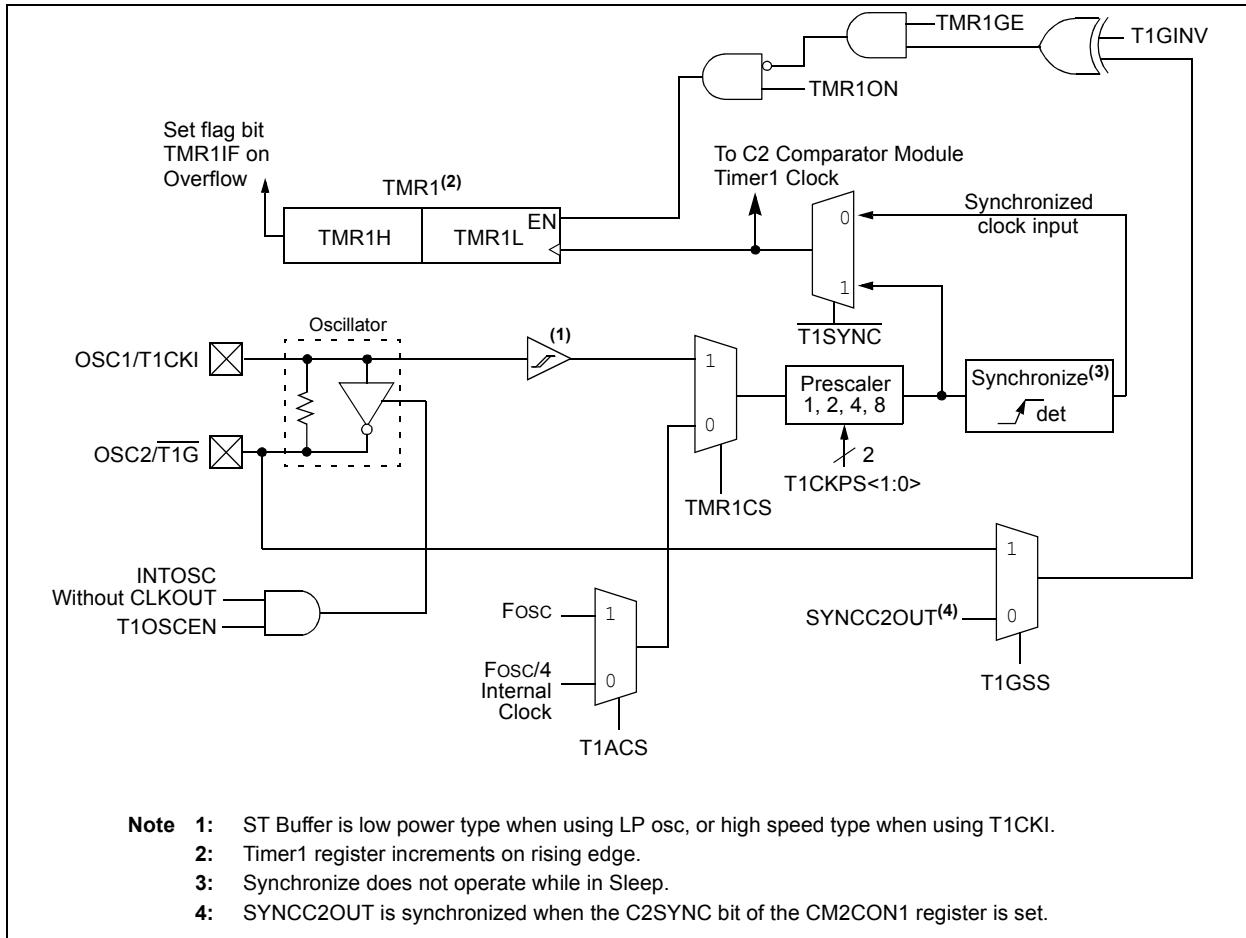 TMR1GE
T1GINV
TMR1ON
Set flag bit
TMR1IF on
Overflow
To C2 Comparator Module
Timer1 Clock
TMR1(2)
EN
TMR1H
TMR1L
0
1
Synchronized
clock input
T1SYNC
Oscillator
(1)
OSC1/T1CKI
OSC2/T1G
1
0
TMR1CS
Prescaler
1, 2, 4, 8
2
T1CKPS<1:0>
Synchronize(3)
det
INTOSC
Without CLKOUT
T1OSCEN
FOSC
1
FOSC/4
Internal
Clock
0
T1ACS
1
SYNCC2OUT(4)
0
T1GSS
Note 1: ST Buffer is low power type when using LP osc, or high speed type when using T1CKI.
2: Timer1 register increments on rising edge.
3: Synchronize does not operate while in Sleep.
4: SYNCC2OUT is synchronized when the C2SYNC bit of the CM2CON1 register is set.